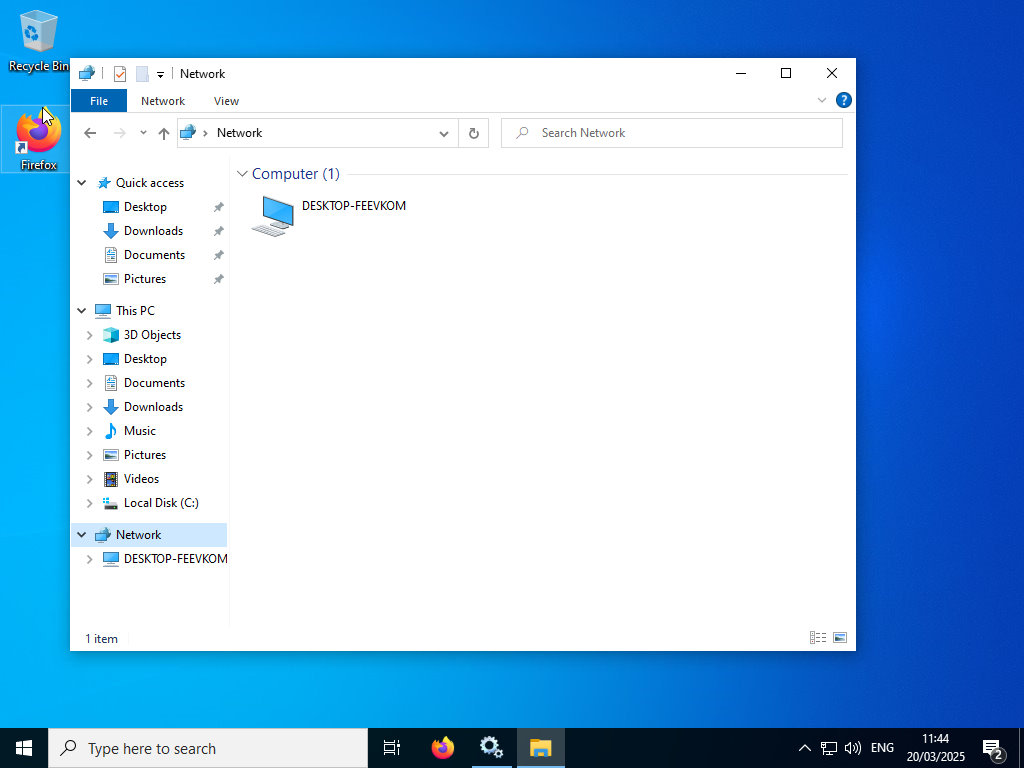 Recycle Bin
Firefox
Network
File
Network
View
Network
Search Network
Quick access
Desktop
Downloads
Documents
Pictures
This PC
3D Objects
Desktop
Documents
Downloads
Music
Pictures
Videos
Local Disk (C:)
Network
DESKTOP-FEEVKOM
Computer (1)
DESKTOP-FEEVKOM
1 item
Type here to search
ENG
11:44
20/03/2025
2